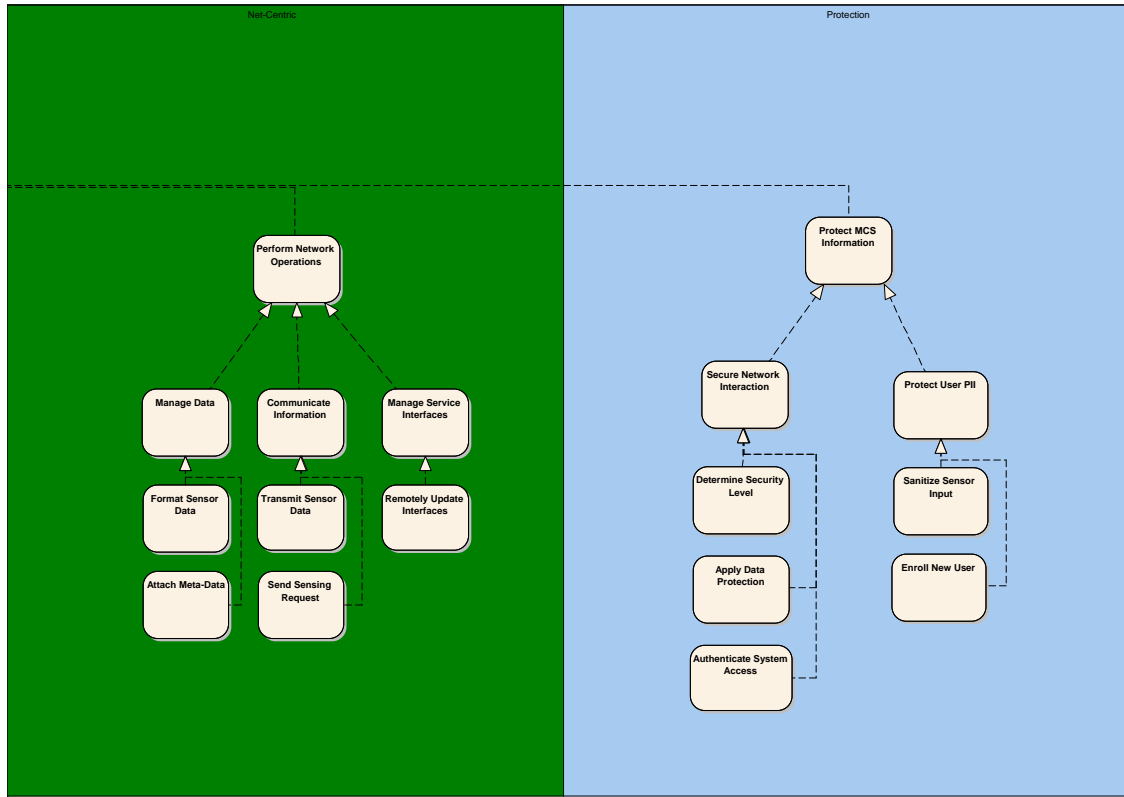 Net-Centric
Protection
Perform Network
Operations
Protect MCS
Information
Manage Data
Communicate
Information
Manage Service
Interfaces
Secure Network
Interaction
Protect User PII
Format Sensor
Data
Transmit Sensor
Data
Remotely Update
Interfaces
Determine Security
Level
Sanitize Sensor
Input
Attach Meta-Data
Send Sensing
Request
Apply Data
Protection
Enroll New User
Authenticate System
Access